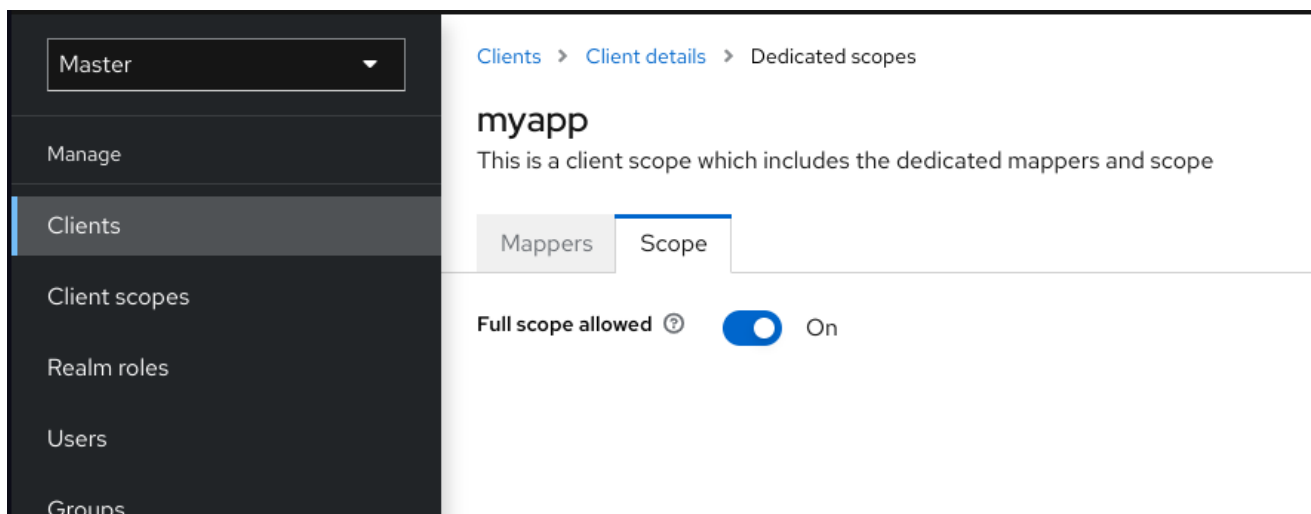 Master
Manage
Clients
Client scopes
Realm roles
Users
Groups
Clients > Client details > Dedicated scopes
myapp
This is a client scope which includes the dedicated mappers and scope
Mappers Scope
Full scope allowed ? On